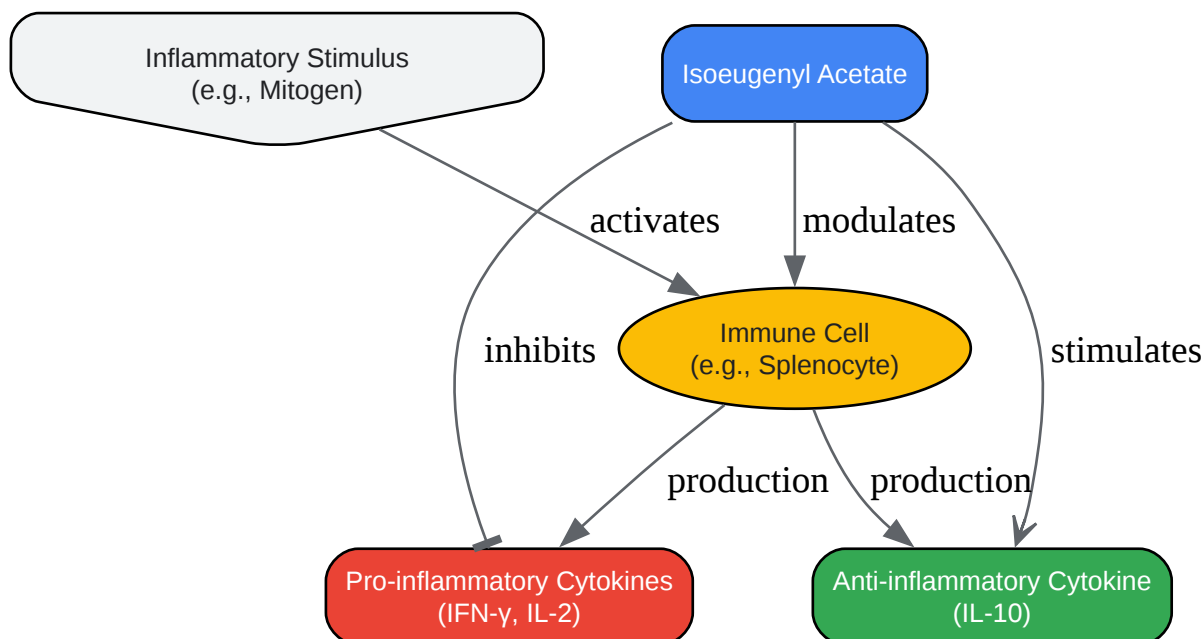 Inflammatory Stimulus
(e.g., Mitogen)
Isoeugenyl Acetate
activates
modulates
inhibits
Immune Cell
(e.g., Splenocyte)
stimulates
production
production
Pro-inflammatory Cytokines
(IFN-γ, IL-2)
Anti-inflammatory Cytokine
(IL-10)